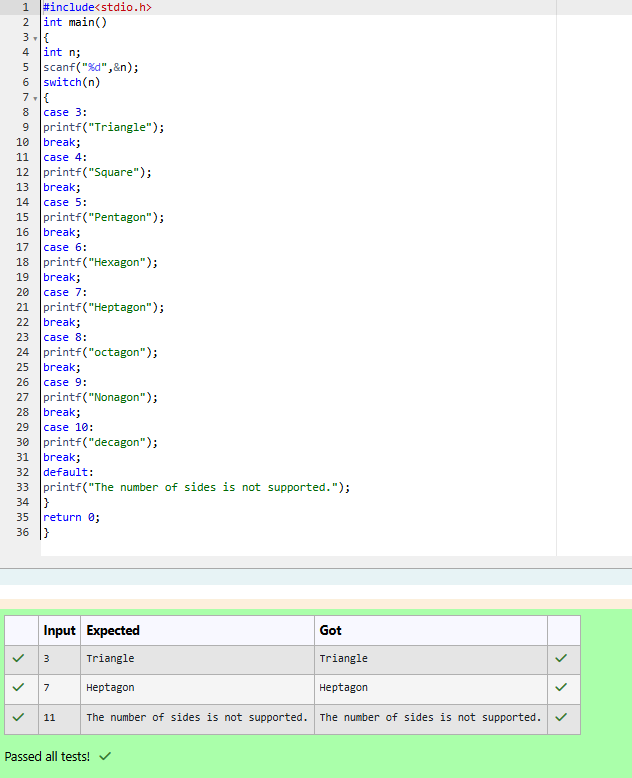 1 #include<stdio.h>
2 int main()
3 {
4 int n;
5 scanf("%d",&n);
6 switch(n)
7 {
8 case 3:
9 printf("Triangle");
10 break;
11 case 4:
12 printf("Square");
13 break;
14 case 5:
15 printf("Pentagon");
16 break;
17 case 6:
18 printf("Hexagon");
19 break;
20 case 7:
21 printf("Heptagon");
22 break;
23 case 8:
24 printf("octagon");
25 break;
26 case 9:
27 printf("Nonagon");
28 break;
29 case 10:
30 printf("decagon");
31 break;
32 default:
33 printf("The number of sides is not supported.");
34 }
35 return 0;
36 }
Input Expected Got
3 Triangle Triangle
7 Heptagon Heptagon
11 The number of sides is not supported. The number of sides is not supported.
Passed all tests!